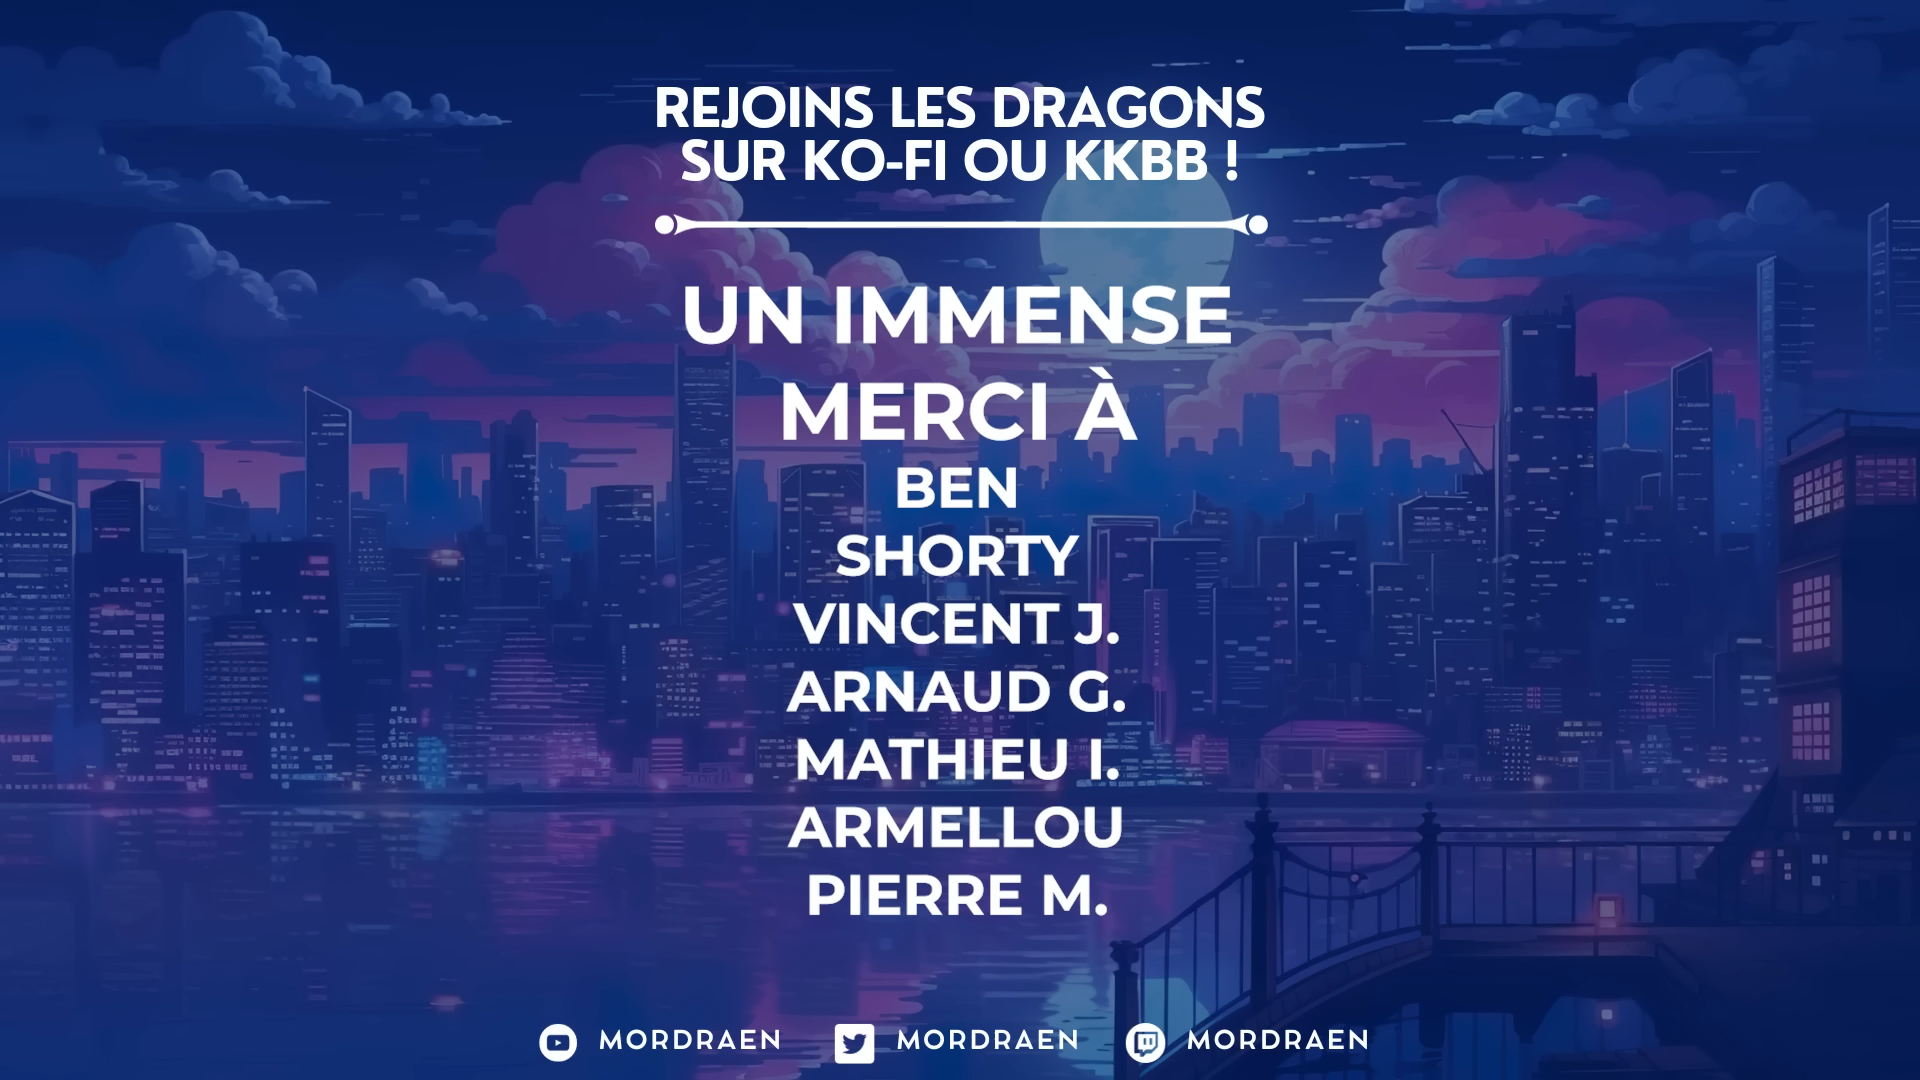 REJOINS LES DRAGONS
SUR KO-FI OU KKBB !
UN IMMENSE
MERCI À
BEN
SHORTY
VINCENT J.
ARNAUD G.
MATHIEU I.
ARMELLOU
PIERRE M.
MORDRAEN MORDRAEN MORDRAEN